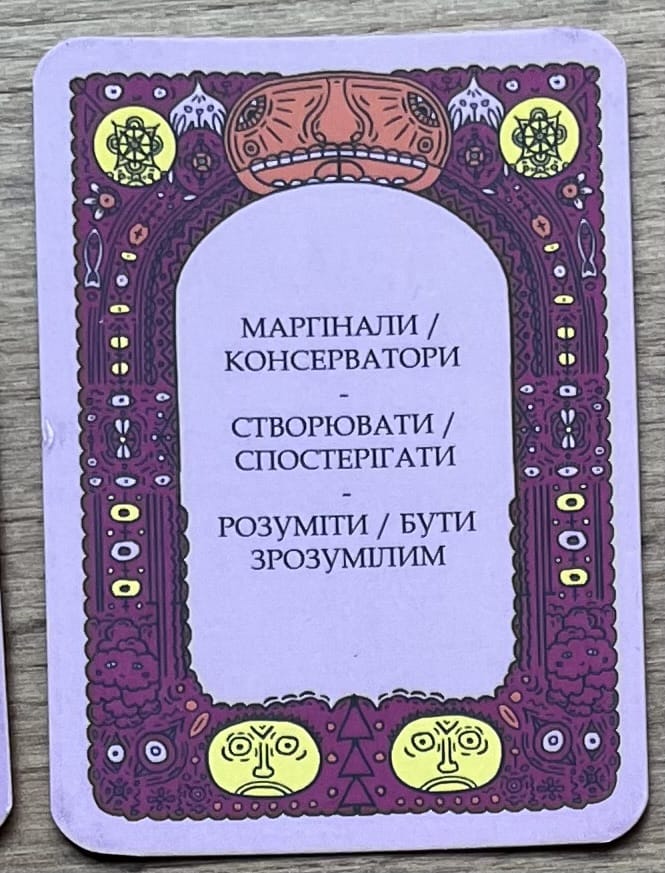 МАРГІНАЛИ /
КОНСЕРВАТОРИ
-
СТВОРЮВАТИ /
СПОСТЕРІГАТИ
-
РОЗУМІТИ / БУТИ
ЗРОЗУМІЛИМ